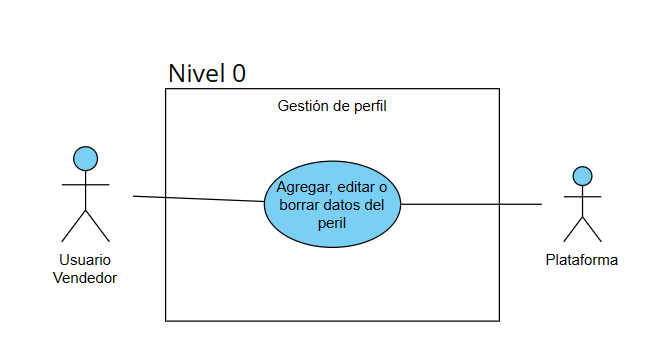 Nivel 0
Gestión de perfil
Agregar, editar o
borrar datos del
peril
Usuario
Vendedor
Plataforma